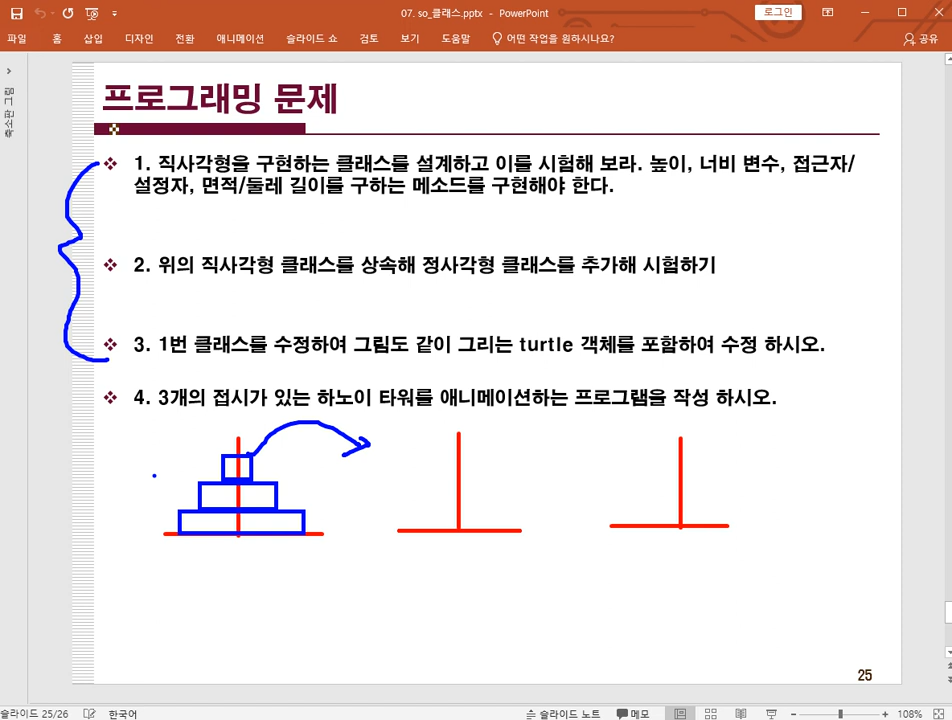 07. so_클래스.pptx - PowerPoint
로그인
파일 홈 삽입 디자인 전환 애니메이션 슬라이드 쇼 검토 보기 도움말 어떤 작업을 원하시나요? 공유
축소판 그림
프로그래밍 문제
1. 직사각형을 구현하는 클래스를 설계하고 이를 시험해 보라. 높이, 너비 변수, 접근자/
설정자, 면적/둘레 길이를 구하는 메소드를 구현해야 한다.
2. 위의 직사각형 클래스를 상속해 정사각형 클래스를 추가해 시험하기
3. 1번 클래스를 수정하여 그림도 같이 그리는 turtle 객체를 포함하여 수정 하시오.
4. 3개의 접시가 있는 하노이 타워를 애니메이션하는 프로그램을 작성 하시오.
25
슬라이드 25/26 한국어 슬라이드 노트 메모 108%